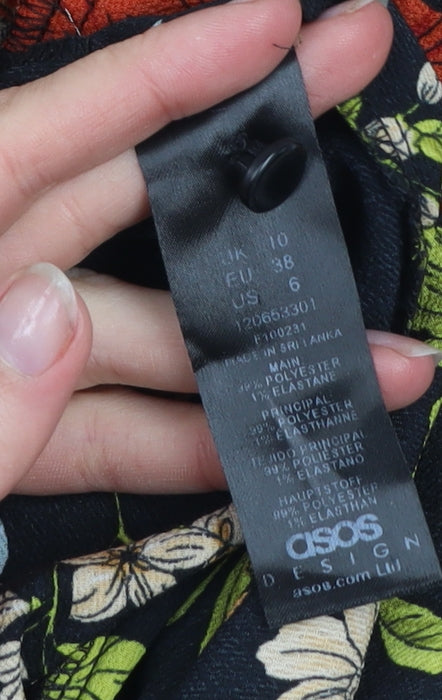 UK 10
EU 38
US 6
120653301
F100231
MADE IN SRI LANKA
MAIN
99% POLYESTER
1% ELASTANE
PRINCIPAL
99% POLYESTER
1% ELASTHANNE
TEJIDO PRINCIPAL
99% POLIESTER
1% ELASTANO
HAUPTSTOFF
99% POLYESTER
1% ELASTHAN
asos
DESIGN
asos.com Ltd